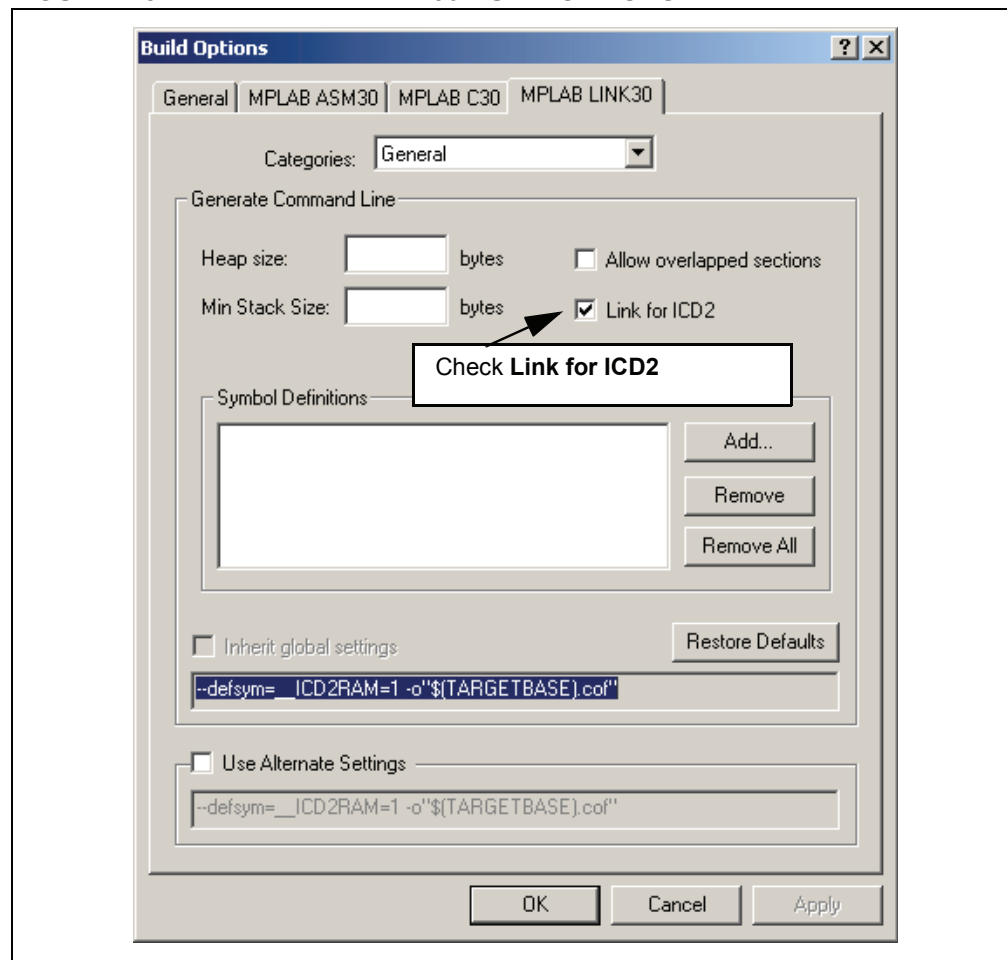 Build Options
General MPLAB ASM30 MPLAB C30 MPLAB LINK30
Categories: General
Generate Command Line
Heap size: bytes Allow overlapped sections
Min Stack Size: bytes Link for ICD2
Check Link for ICD2
Symbol Definitions
Add...
Remove
Remove All
Inherit global settings Restore Defaults
--defsym=__ICD2RAM=1 -o"$(TARGETBASE).cof"
Use Alternate Settings
--defsym=__ICD2RAM=1 -o"$(TARGETBASE).cof"
OK Cancel Apply